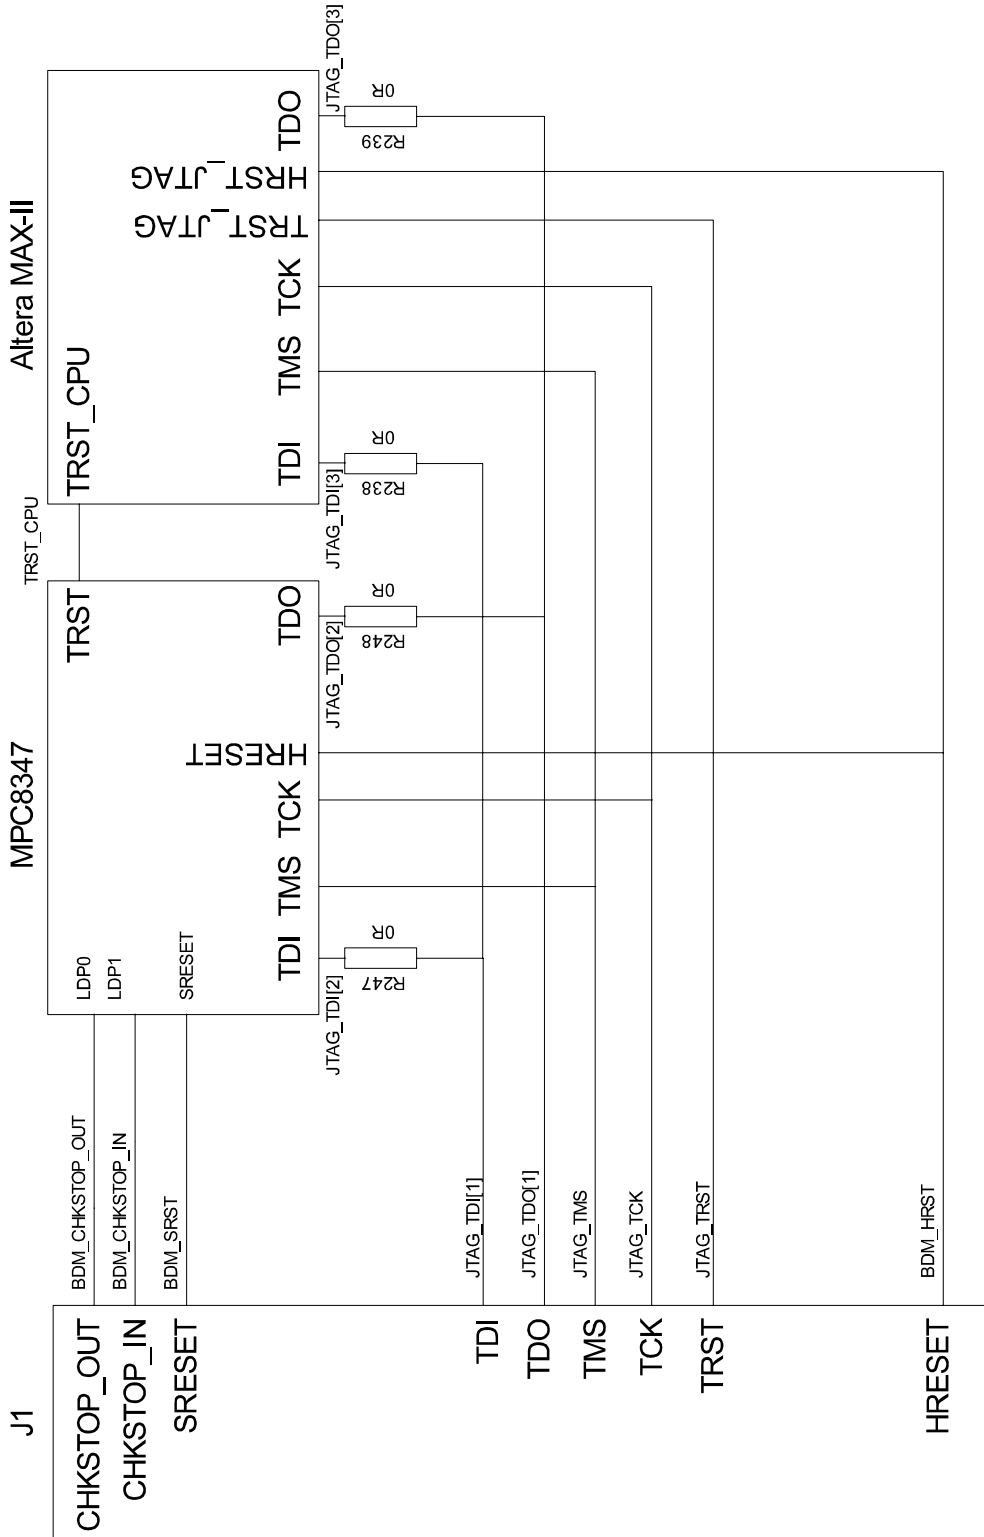 J1
CHKSTOP_OUT
CHKSTOP_IN
SRESET
TDI
TDO
TMS
TCK
TRST
HRESET
BDM_CHKSTOP_OUT
BDM_CHKSTOP_IN
BDM_SRST
JTAG_TDI[1]
JTAG_TDO[1]
JTAG_TMS
JTAG_TCK
JTAG_TRST
BDM_HRST
MPC8347
LDP0
LDP1
SRESET
TRST
TDI
TMS
TCK
HRESET
TDO
JTAG_TDI[2]
R247
0R
JTAG_TDO[2]
R248
0R
TRST_CPU
Altera MAX-II
TRST_CPU
TDI
TMS
TCK
TRST_JTAG
HRST_JTAG
TDO
JTAG_TDI[3]
R238
0R
JTAG_TDO[3]
R239
0R